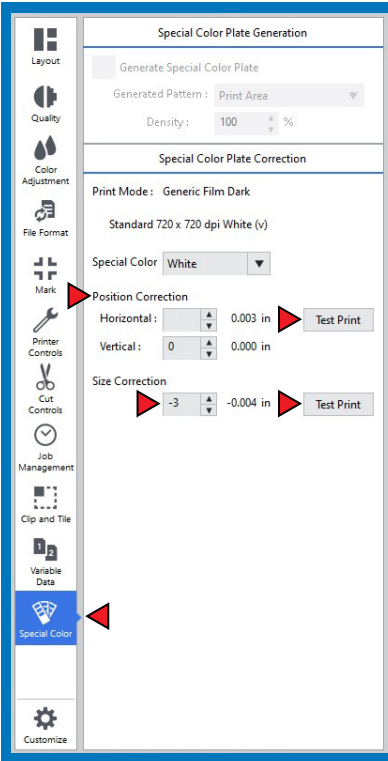 Layout
Quality
Color
Adjustment
File Format
Mark
Printer
Controls
Cut
Controls
Job
Management
Clip and Tile
1 2
Variable
Data
Special Color
Customize
Special Color Plate Generation
Generate Special Color Plate
Generated Pattern : Print Area
Density : 100 %
Special Color Plate Correction
Print Mode : Generic Film Dark
Standard 720 x 720 dpi White (v)
Special Color White
Position Correction
Horizontal : 0.003 in Test Print
Vertical : 0 0.000 in
Size Correction
-3 -0.004 in Test Print